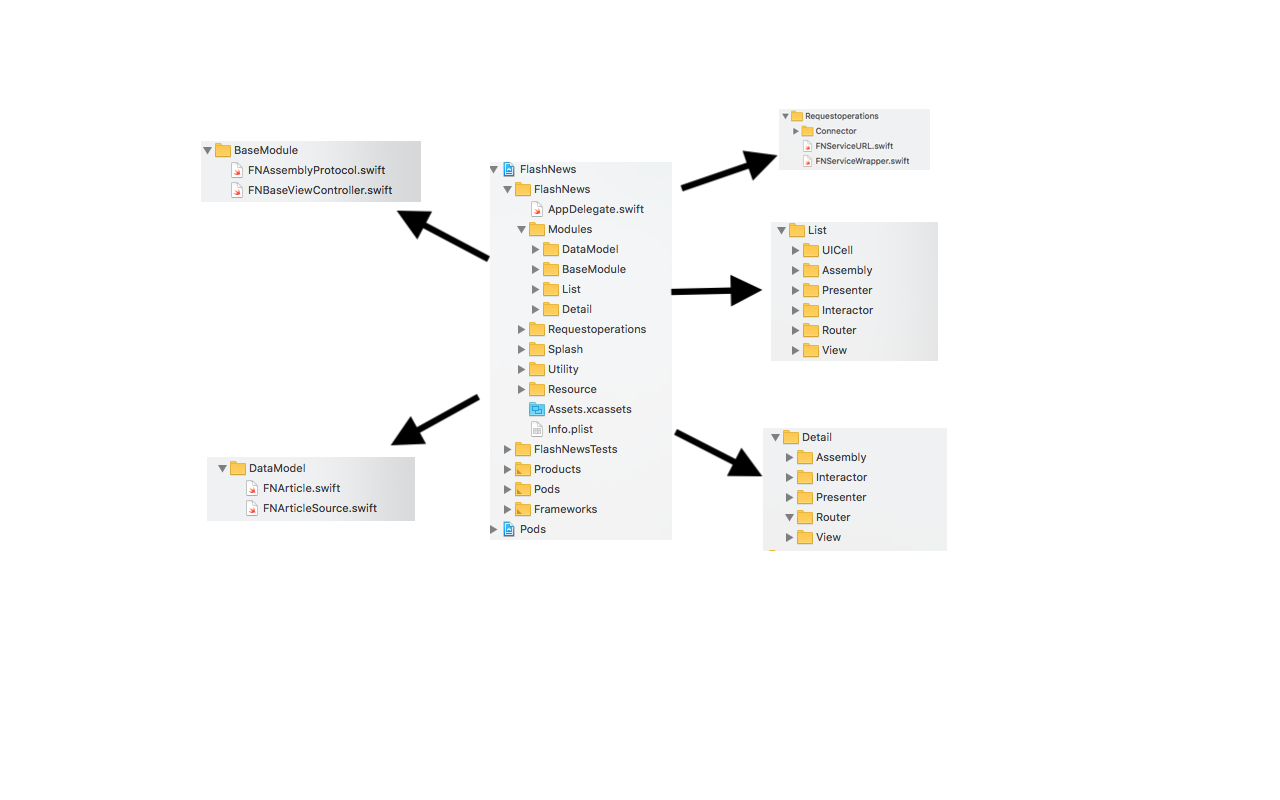 BaseModule
FNAssemblyProtocol.swift
FNBaseViewController.swift
DataModel
FNArticle.swift
FNArticleSource.swift
FlashNews
FlashNews
AppDelegate.swift
Modules
DataModel
BaseModule
List
Detail
Requestoperations
Splash
Utility
Resource
Assets.xcassets
Info.plist
FlashNewsTests
Products
Pods
Frameworks
Pods
Requestoperations
Connector
FNServiceURL.swift
FNServiceWrapper.swift
List
UICell
Assembly
Presenter
Interactor
Router
View
Detail
Assembly
Interactor
Presenter
Router
View